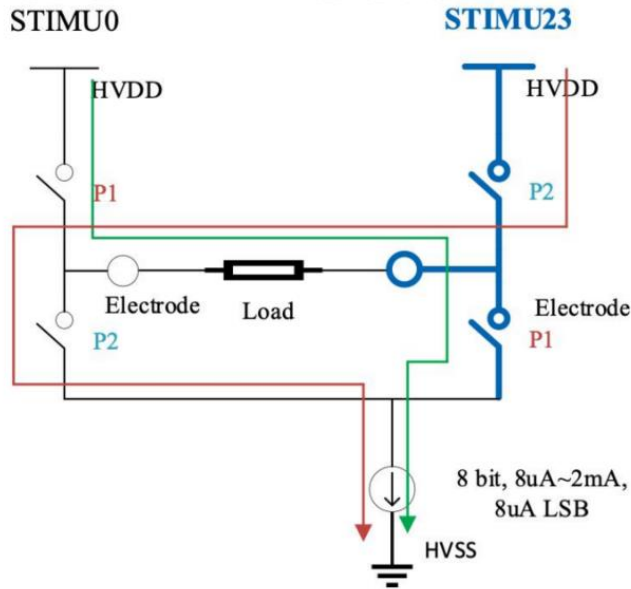 STIMU0
STIMU23
HVDD
HVDD
P1
P2
Electrode
Load
Electrode
P2
P1
8 bit, 8uA~2mA,
8uA LSB
HVSS